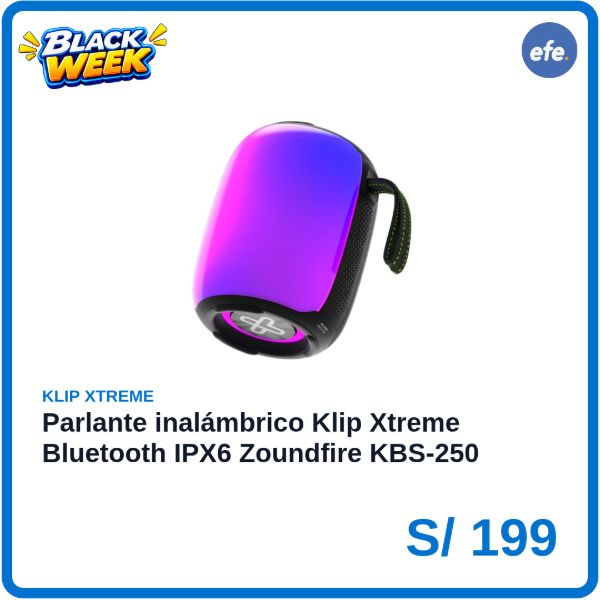 BLACK
WEEK
efe.
KLIP XTREME
Parlante inalámbrico Klip Xtreme
Bluetooth IPX6 Zoundfire KBS-250
S/ 199